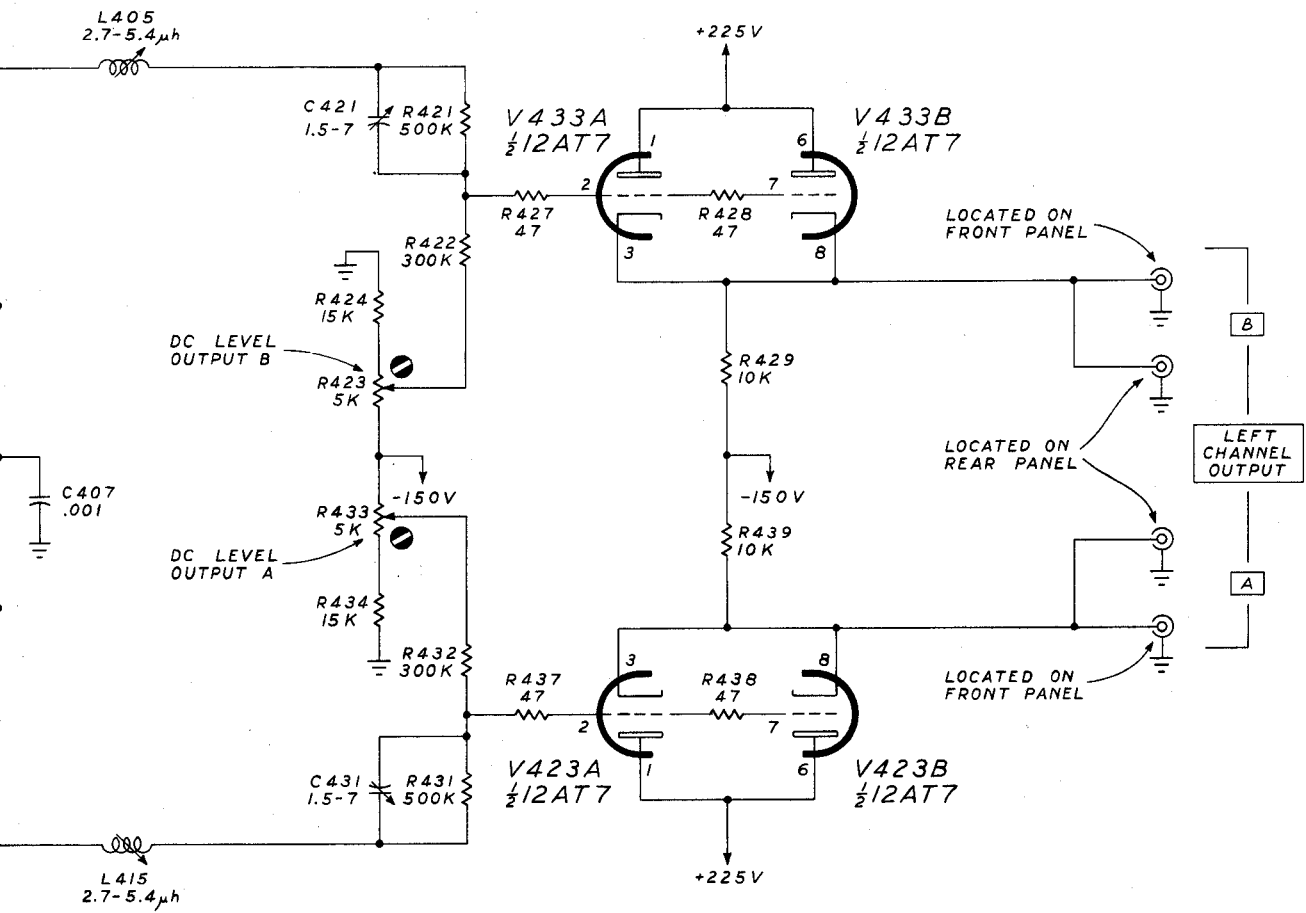 L405
2.7-5.4μh
+225V
C421
1.5-7
R421
500K
V433A
½12AT7
V433B
½12AT7
1
6
2
7
R427
47
R428
47
3
8
R422
300K
LOCATED ON
FRONT PANEL
R424
15K
DC LEVEL
OUTPUT B
R423
5K
B
R429
10K
LOCATED ON
REAR PANEL
LEFT
CHANNEL
OUTPUT
C407
.001
-150V
-150V
R433
5K
R439
10K
DC LEVEL
OUTPUT A
A
R434
15K
R432
300K
3
8
R437
47
R438
47
LOCATED ON
FRONT PANEL
2
7
1
6
C431
1.5-7
R431
500K
V423A
½12AT7
V423B
½12AT7
L415
2.7-5.4μh
+225V